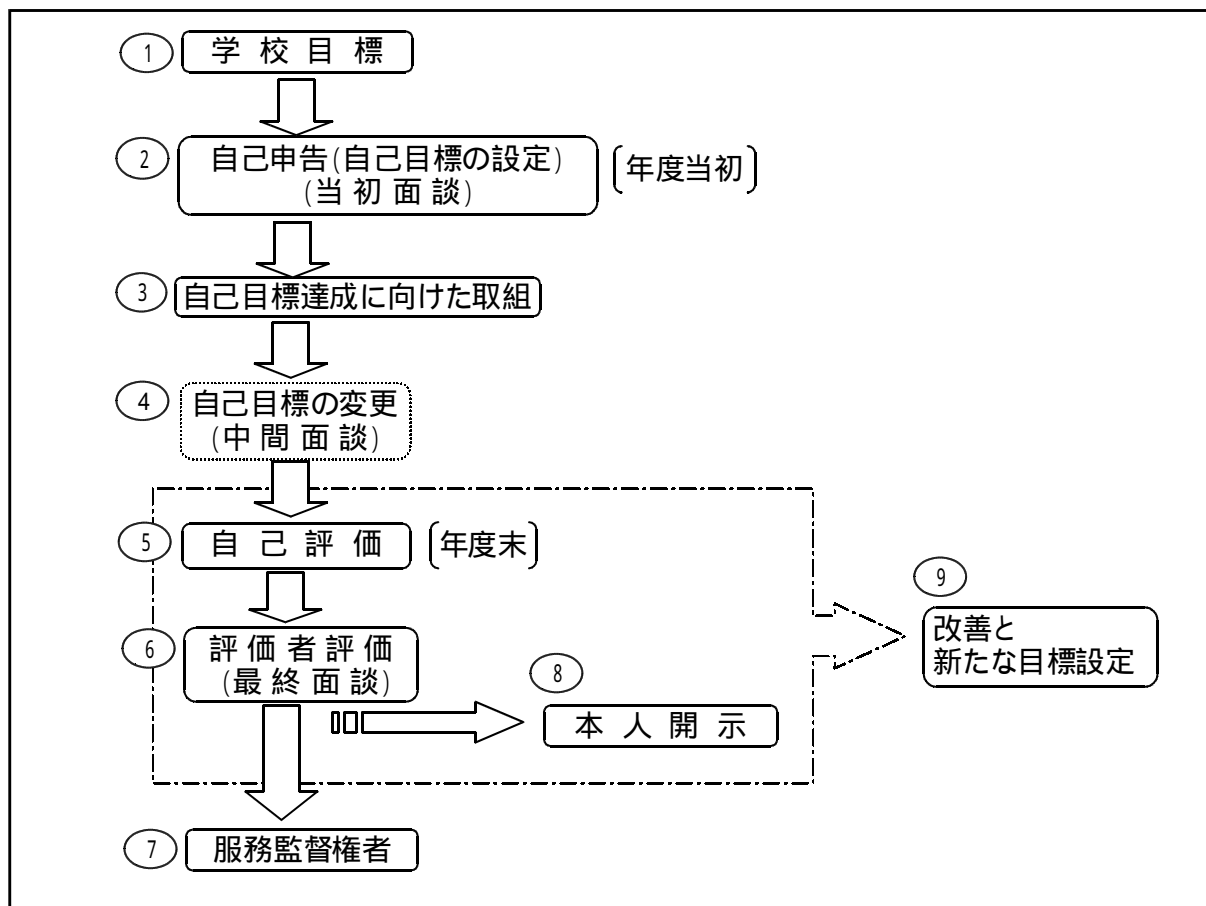 1 学校目標
2 自己申告(自己目標の設定)
(当初面談)
〔年度当初〕
3 自己目標達成に向けた取組
4 自己目標の変更
(中間面談)
5 自己評価 〔年度末〕
6 評価者評価
(最終面談)
8 本人開示
7 服務監督権者
9 改善と
新たな目標設定